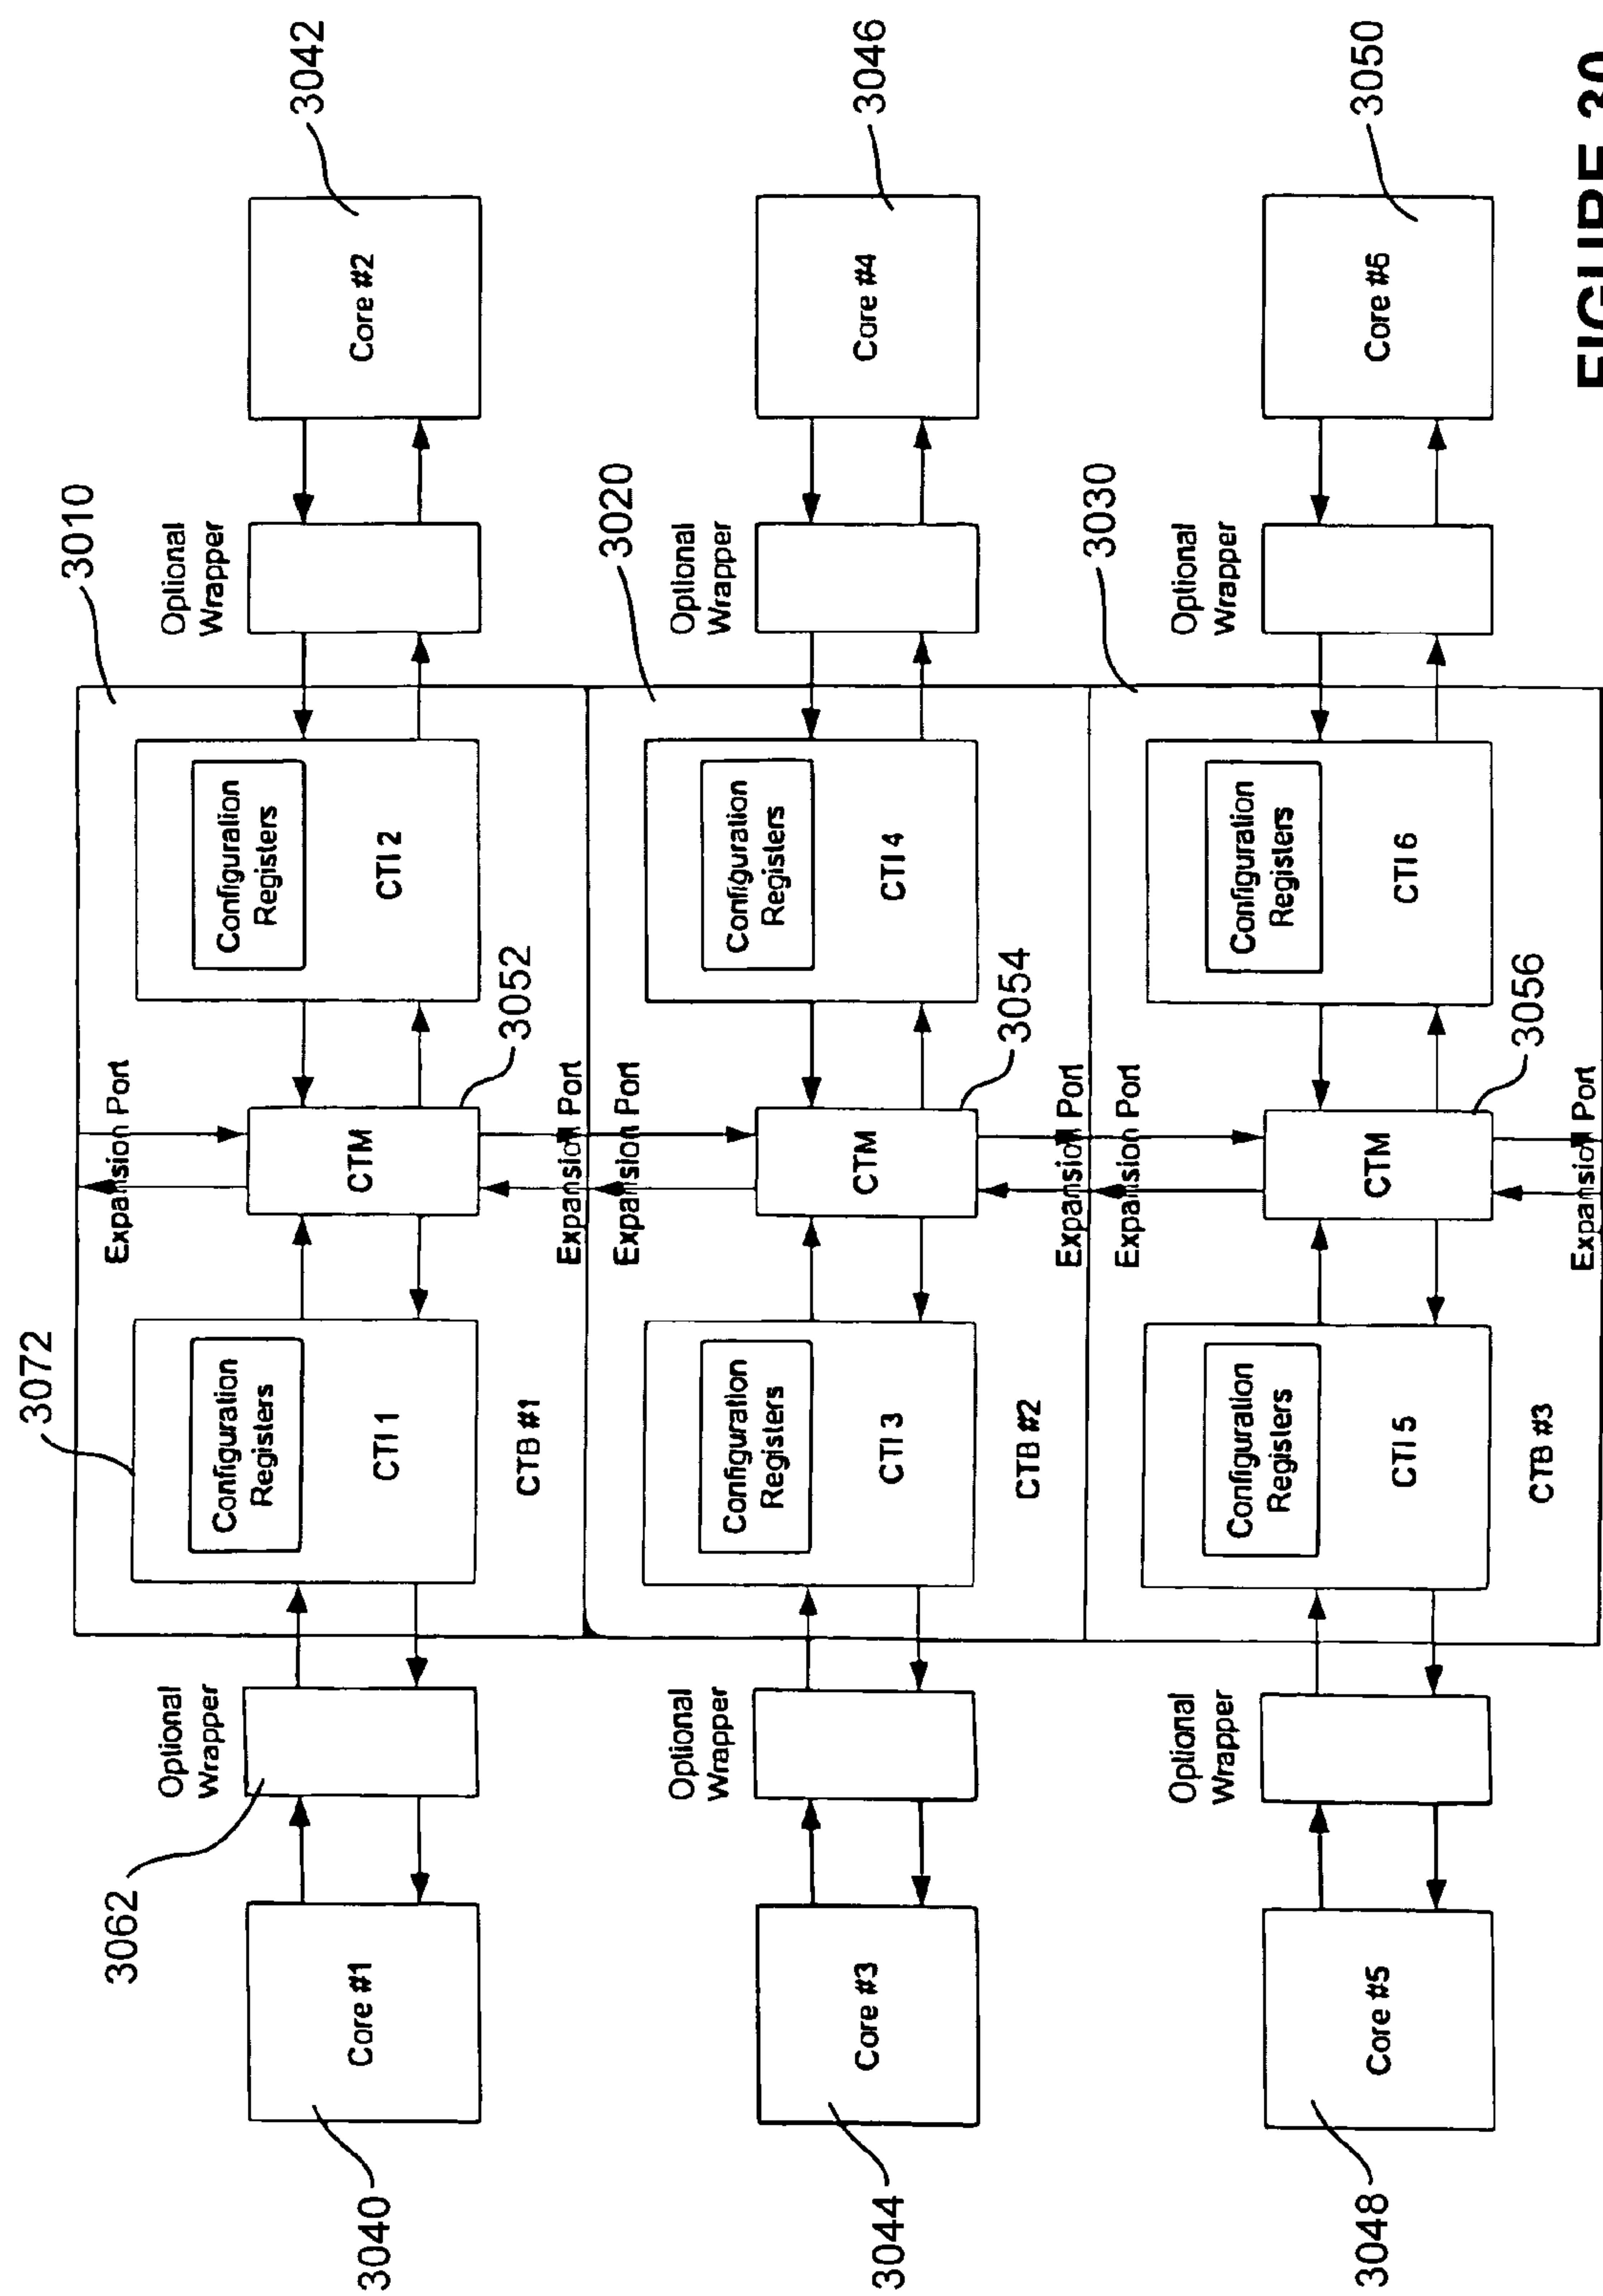 3072
3010
3062
Expansion Port
Optional
Wrapper
Optional
Wrapper
3042
Core #1
Configuration
Registers
CTI 1
CTM
Configuration
Registers
CTI 2
Core #2
3040
CTB #1
3052
Expansion Port
Expansion Port
3020
Optional
Wrapper
Optional
Wrapper
3046
Core #3
Configuration
Registers
CTI 3
CTM
Configuration
Registers
CTI 4
Core #4
3044
CTB #2
3054
Expansion Port
Expansion Port
3030
Optional
Wrapper
Optional
Wrapper
3050
Core #5
Configuration
Registers
CTI 5
CTM
Configuration
Registers
CTI 6
Core #6
3048
CTB #3
3056
Expansion Port
FIGURE 30